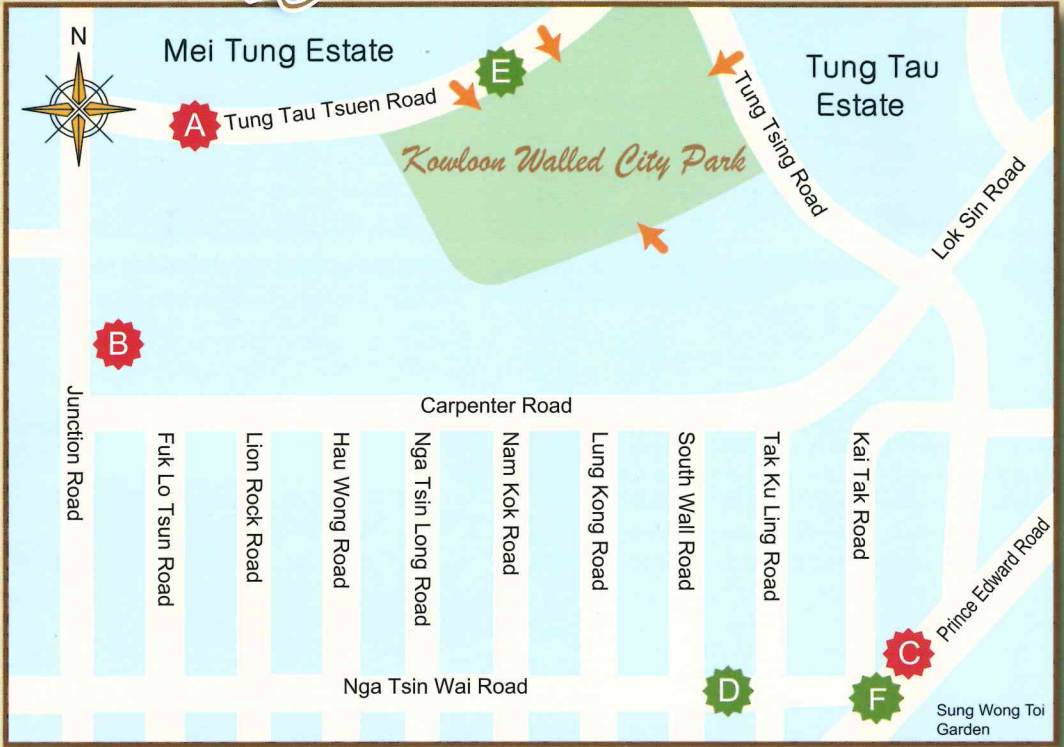 N
Mei Tung Estate
E
Tung Tau
Estate
A
Tung Tau Tsuen Road
Kowloon Walled City Park
Tung Tsing Road
Lok Sin Road
B
Junction Road
Carpenter Road
Fuk Lo Tsun Road
Lion Rock Road
Hau Wong Road
Nga Tsin Long Road
Nam Kok Road
Lung Kong Road
South Wall Road
Tak Ku Ling Road
Kai Tak Road
Prince Edward Road
C
Nga Tsin Wai Road
D
F
Sung Wong Toi
Garden